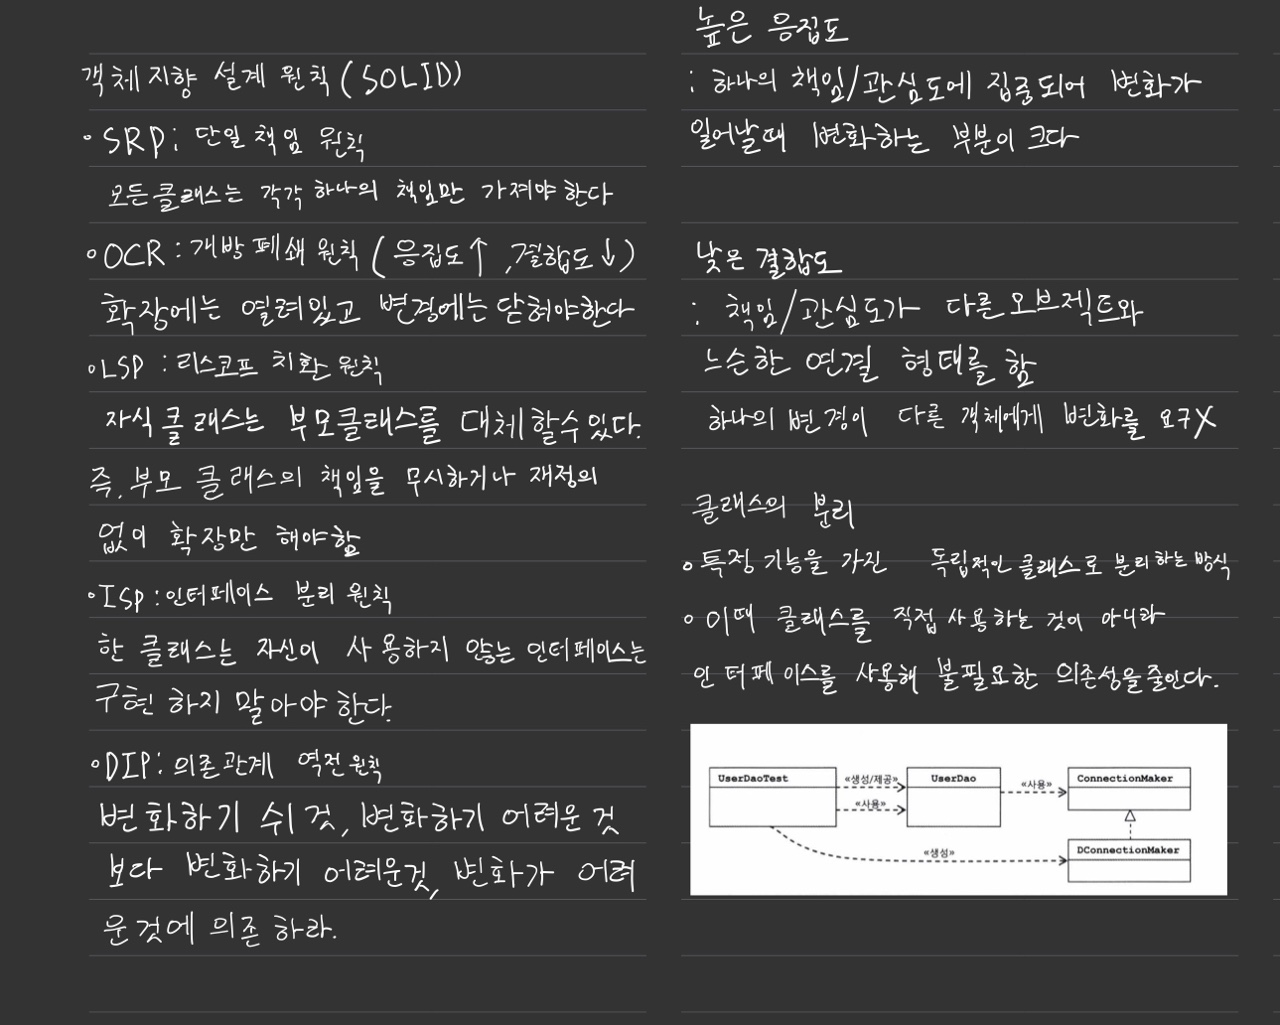 객체지향 설계 원칙 (SOLID)
• SRP: 단일 책임 원칙
모든클래스는 각각 하나의 책임만 가져야 한다
• OCR : 개방 폐쇄 원칙 ( 응집도↑ , 결합도↓)
확장에는 열려있고 변경에는 닫혀야한다
• LSP : 리스코프 치환 원칙
자식 클래스는 부모클래스를 대체할수있다.
즉, 부모 클래스의 책임을 무시하거나 재정의
없이 확장만 해야함
• ISP : 인터페이스 분리 원칙
한 클래스는 자신이 사용하지 않는 인터페이스는
구현 하지 말아야 한다.
• DIP : 의존관계 역전 원칙
변화하기 쉬 것, 변화하기 어려운 것
보다 변화하기 어려운것, 변화가 어려
운것에 의존 하라.
높은 응집도
: 하나의 책임/관심도에 집중되어 변화가
일어날때 변화하는 부분이 크다
낮은 결합도
: 책임/관심도가 다른오브젝트와
느슨한 연결 형태를 함
하나의 변경이 다른 객체에게 변화를 요구X
클래스의 분리
• 특정 기능을 가진 독립적인 클래스로 분리하는 방식
• 이때 클래스를 직접 사용하는 것이 아니라
인터페이스를 사용해 불필요한 의존성을줄인다.
UserDaoTest «생성/제공» UserDao «사용» ConnectionMaker
«사용»
«생성» DConnectionMaker